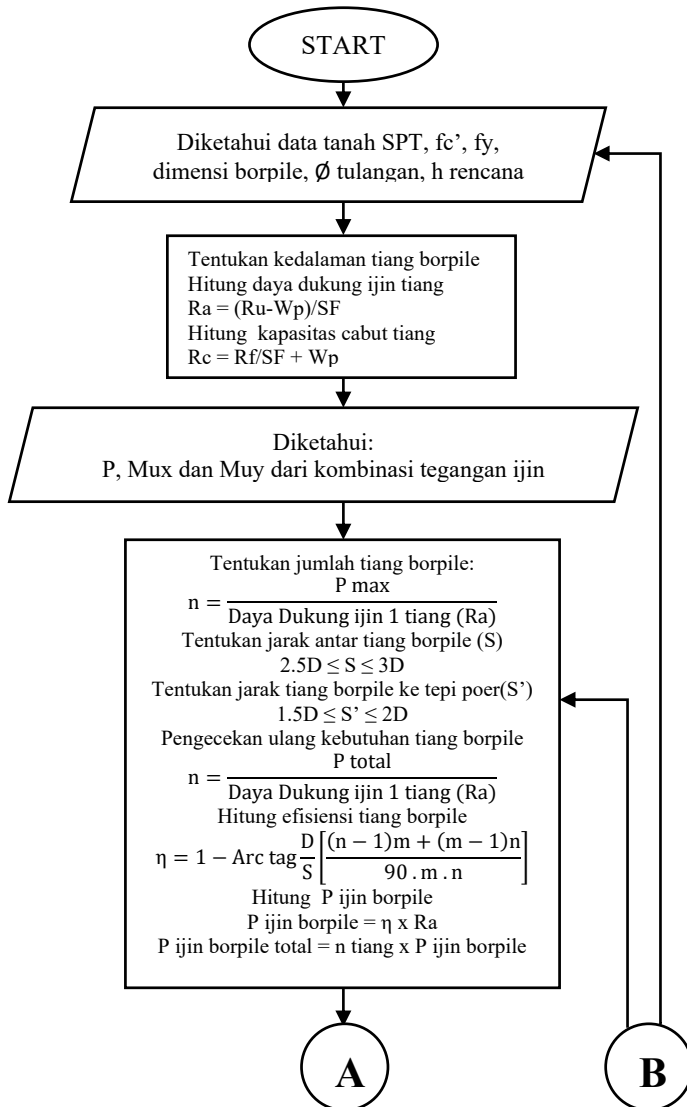 START
Diketahui data tanah SPT, fc’, fy,
dimensi borpile, Ø tulangan, h rencana
Tentukan kedalaman tiang borpile
Hitung daya dukung ijin tiang
Ra = (Ru-Wp)/SF
Hitung kapasitas cabut tiang
Rc = Rf/SF + Wp
Diketahui:
P, Mux dan Muy dari kombinasi tegangan ijin
Tentukan jumlah tiang borpile:
n = P max / Daya Dukung ijin 1 tiang (Ra)
Tentukan jarak antar tiang borpile (S)
2.5D ≤ S ≤ 3D
Tentukan jarak tiang borpile ke tepi poer(S’)
1.5D ≤ S’ ≤ 2D
Pengecekan ulang kebutuhan tiang borpile
n = P total / Daya Dukung ijin 1 tiang (Ra)
Hitung efisiensi tiang borpile
η = 1 − Arc tag D/S [((n − 1)m + (m − 1)n) / (90 . m . n)]
Hitung P ijin borpile
P ijin borpile = η x Ra
P ijin borpile total = n tiang x P ijin borpile
A
B